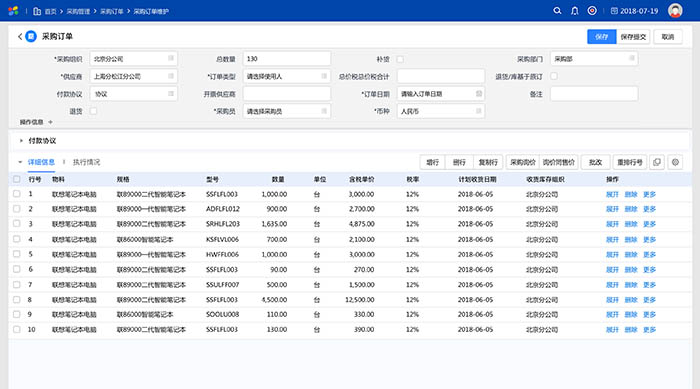 首页 > 采购管理 > 采购订单 > 采购订单维护 2018-07-19
采购订单 保存 保存提交 取消
*采购组织 北京分公司 总数量 130 补货 *采购部门 采购部
*供应商 上海分松江分公司 *订单类型 请选择使用人 总价税总价税合计 退货/库基于原订
付款协议 协议 开票供应商 *订单日期 请输入订单日期 备注
退货 *采购员 请选择采购员 *币种 人民币
操作信息
付款协议
详细信息 执行情况 增行 删行 复制行 采购询价 询价同售价 批改 重排行号
行号 物料 规格 型号 数量 单位 含税单价 税率 计划收货日期 收货库存组织 操作
1 联想笔记本电脑 联89000二代智能笔记本 SSFLFL003 1,000.00 台 3,000.00 12% 2018-06-05 北京分公司 展开 删除 更多
2 联想笔记本电脑 联89000一代智能笔记本 ADFLFL012 900.00 台 2,700.00 12% 2018-06-05 北京分公司 展开 删除 更多
3 联想笔记本电脑 联89000二代智能笔记本 SRHLFL203 1,635.00 台 4,875.00 12% 2018-06-05 北京分公司 展开 删除 更多
4 联想笔记本电脑 联86000智能笔记本 KSFLVL006 700.00 台 2,100.00 12% 2018-06-05 北京分公司 展开 删除 更多
5 联想笔记本电脑 联89000一代智能笔记本 HWFFL006 1,000.00 台 3,000.00 12% 2018-06-05 北京分公司 展开 删除 更多
6 联想笔记本电脑 联89000二代智能笔记本 SSFLFL003 90.00 台 270.00 12% 2018-06-05 北京分公司 展开 删除 更多
7 联想笔记本电脑 联89000二代智能笔记本 SSULFF007 500.00 台 1,500.00 12% 2018-06-05 北京分公司 展开 删除 更多
8 联想笔记本电脑 联89000二代智能笔记本 SSFLFL003 4,500.00 台 12,500.00 12% 2018-06-05 北京分公司 展开 删除 更多
9 联想笔记本电脑 联86000智能笔记本 SOOLU008 110.00 台 330.00 12% 2018-06-05 北京分公司 展开 删除 更多
10 联想笔记本电脑 联89000二代智能笔记本 SSFLFL003 130.00 台 390.00 12% 2018-06-05 北京分公司 展开 删除 更多